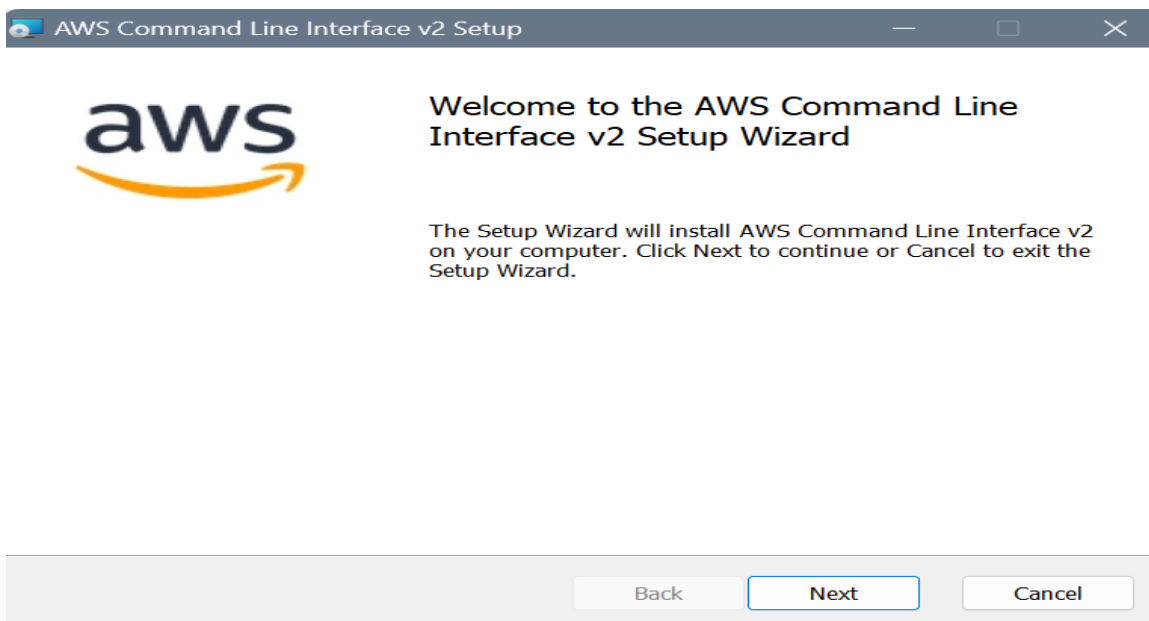 AWS Command Line Interface v2 Setup
aws
Welcome to the AWS Command Line
Interface v2 Setup Wizard
The Setup Wizard will install AWS Command Line Interface v2
on your computer. Click Next to continue or Cancel to exit the
Setup Wizard.
Back
Next
Cancel